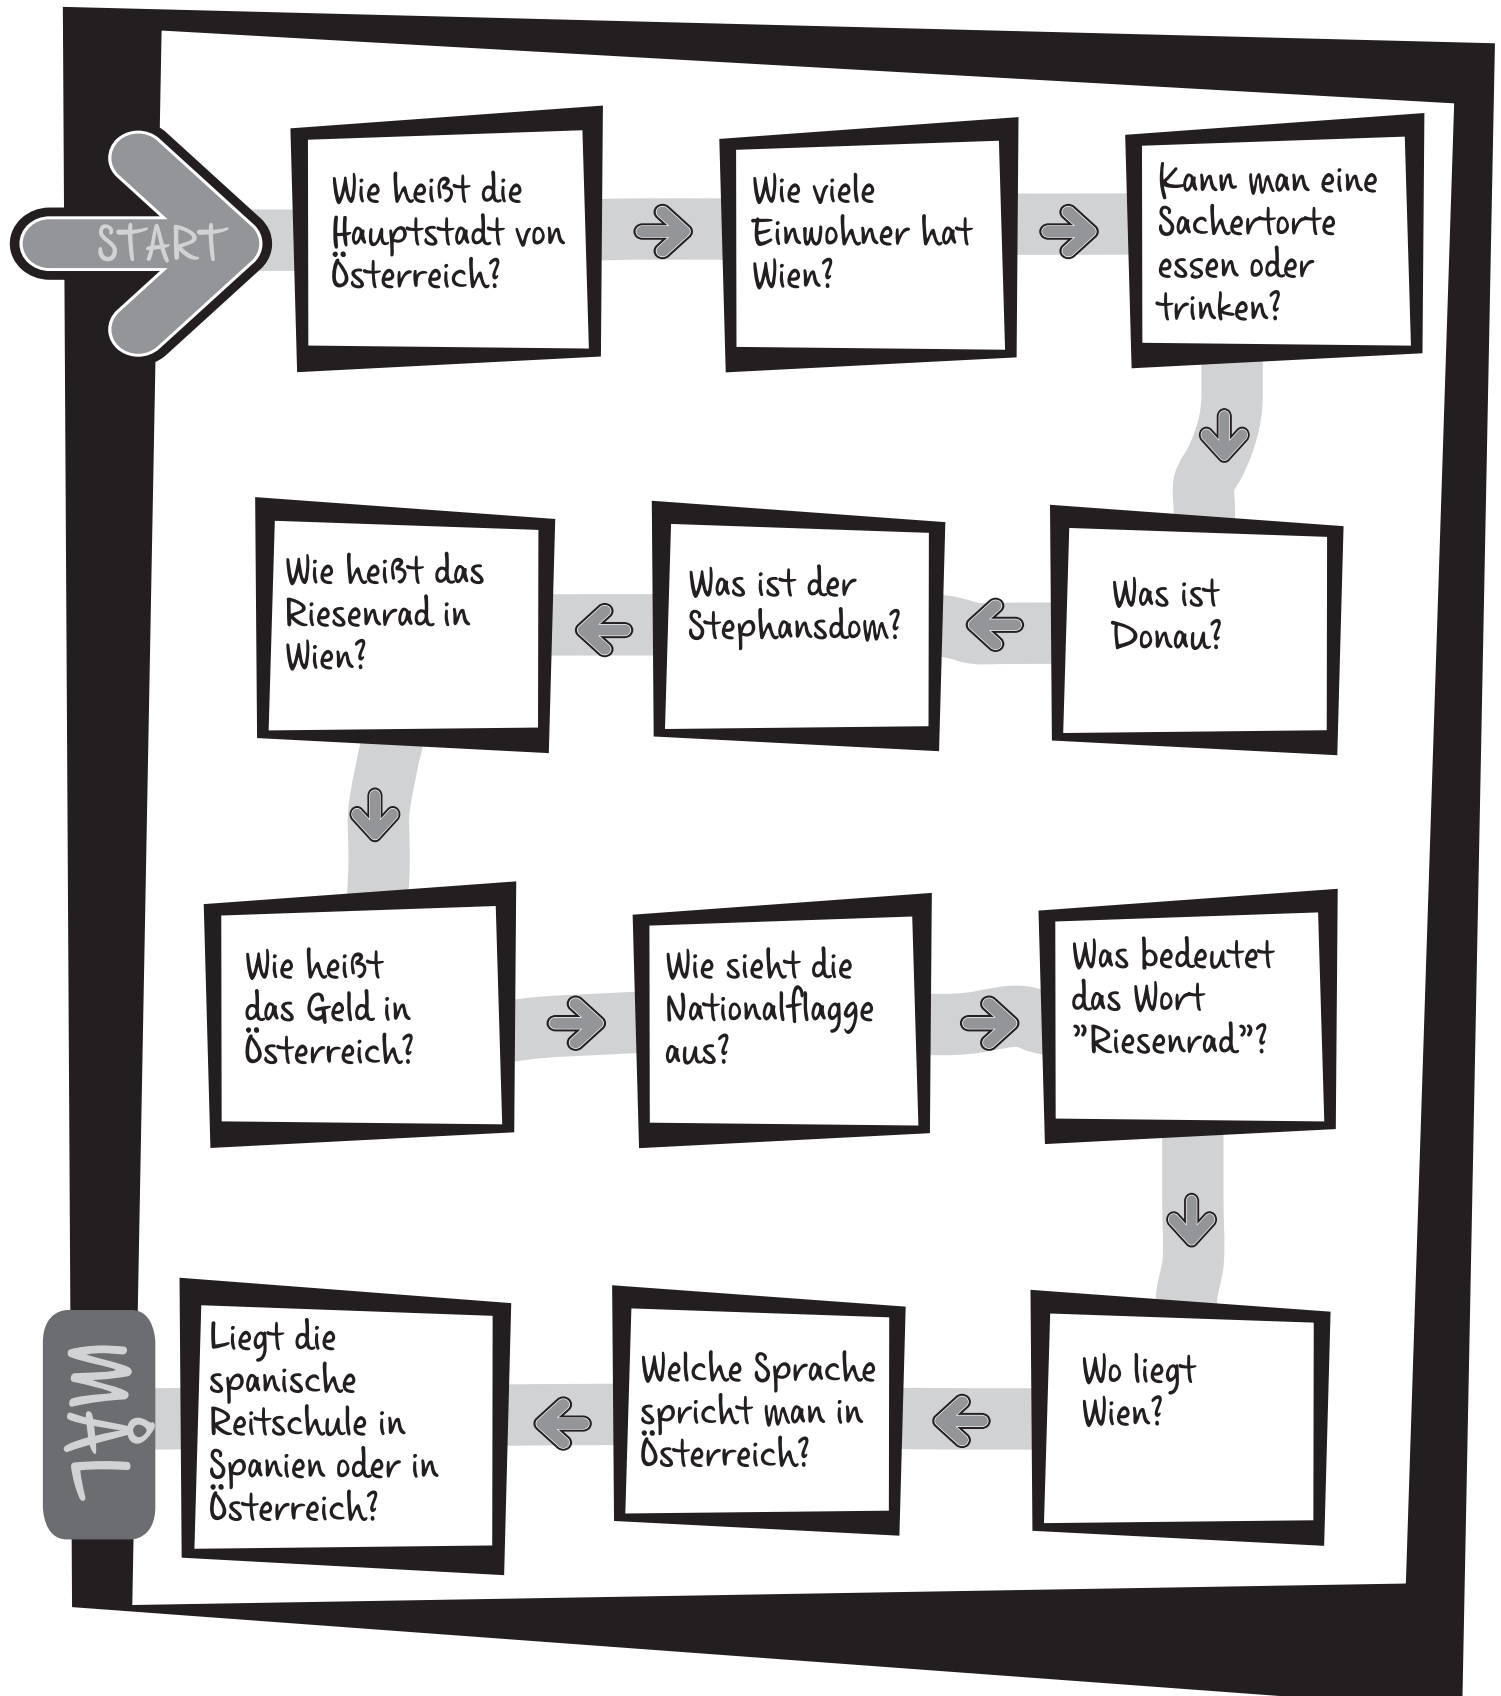 START
Wie heißt die
Hauptstadt von
Österreich?
Wie viele
Einwohner hat
Wien?
Kann man eine
Sachertorte
essen oder
trinken?
Was ist
Donau?
Was ist der
Stephansdom?
Wie heißt das
Riesenrad in
Wien?
Wie heißt
das Geld in
Österreich?
Wie sieht die
Nationalflagge
aus?
Was bedeutet
das Wort
”Riesenrad”?
Wo liegt
Wien?
Welche Sprache
spricht man in
Österreich?
Liegt die
spanische
Reitschule in
Spanien oder in
Österreich?
MÅL